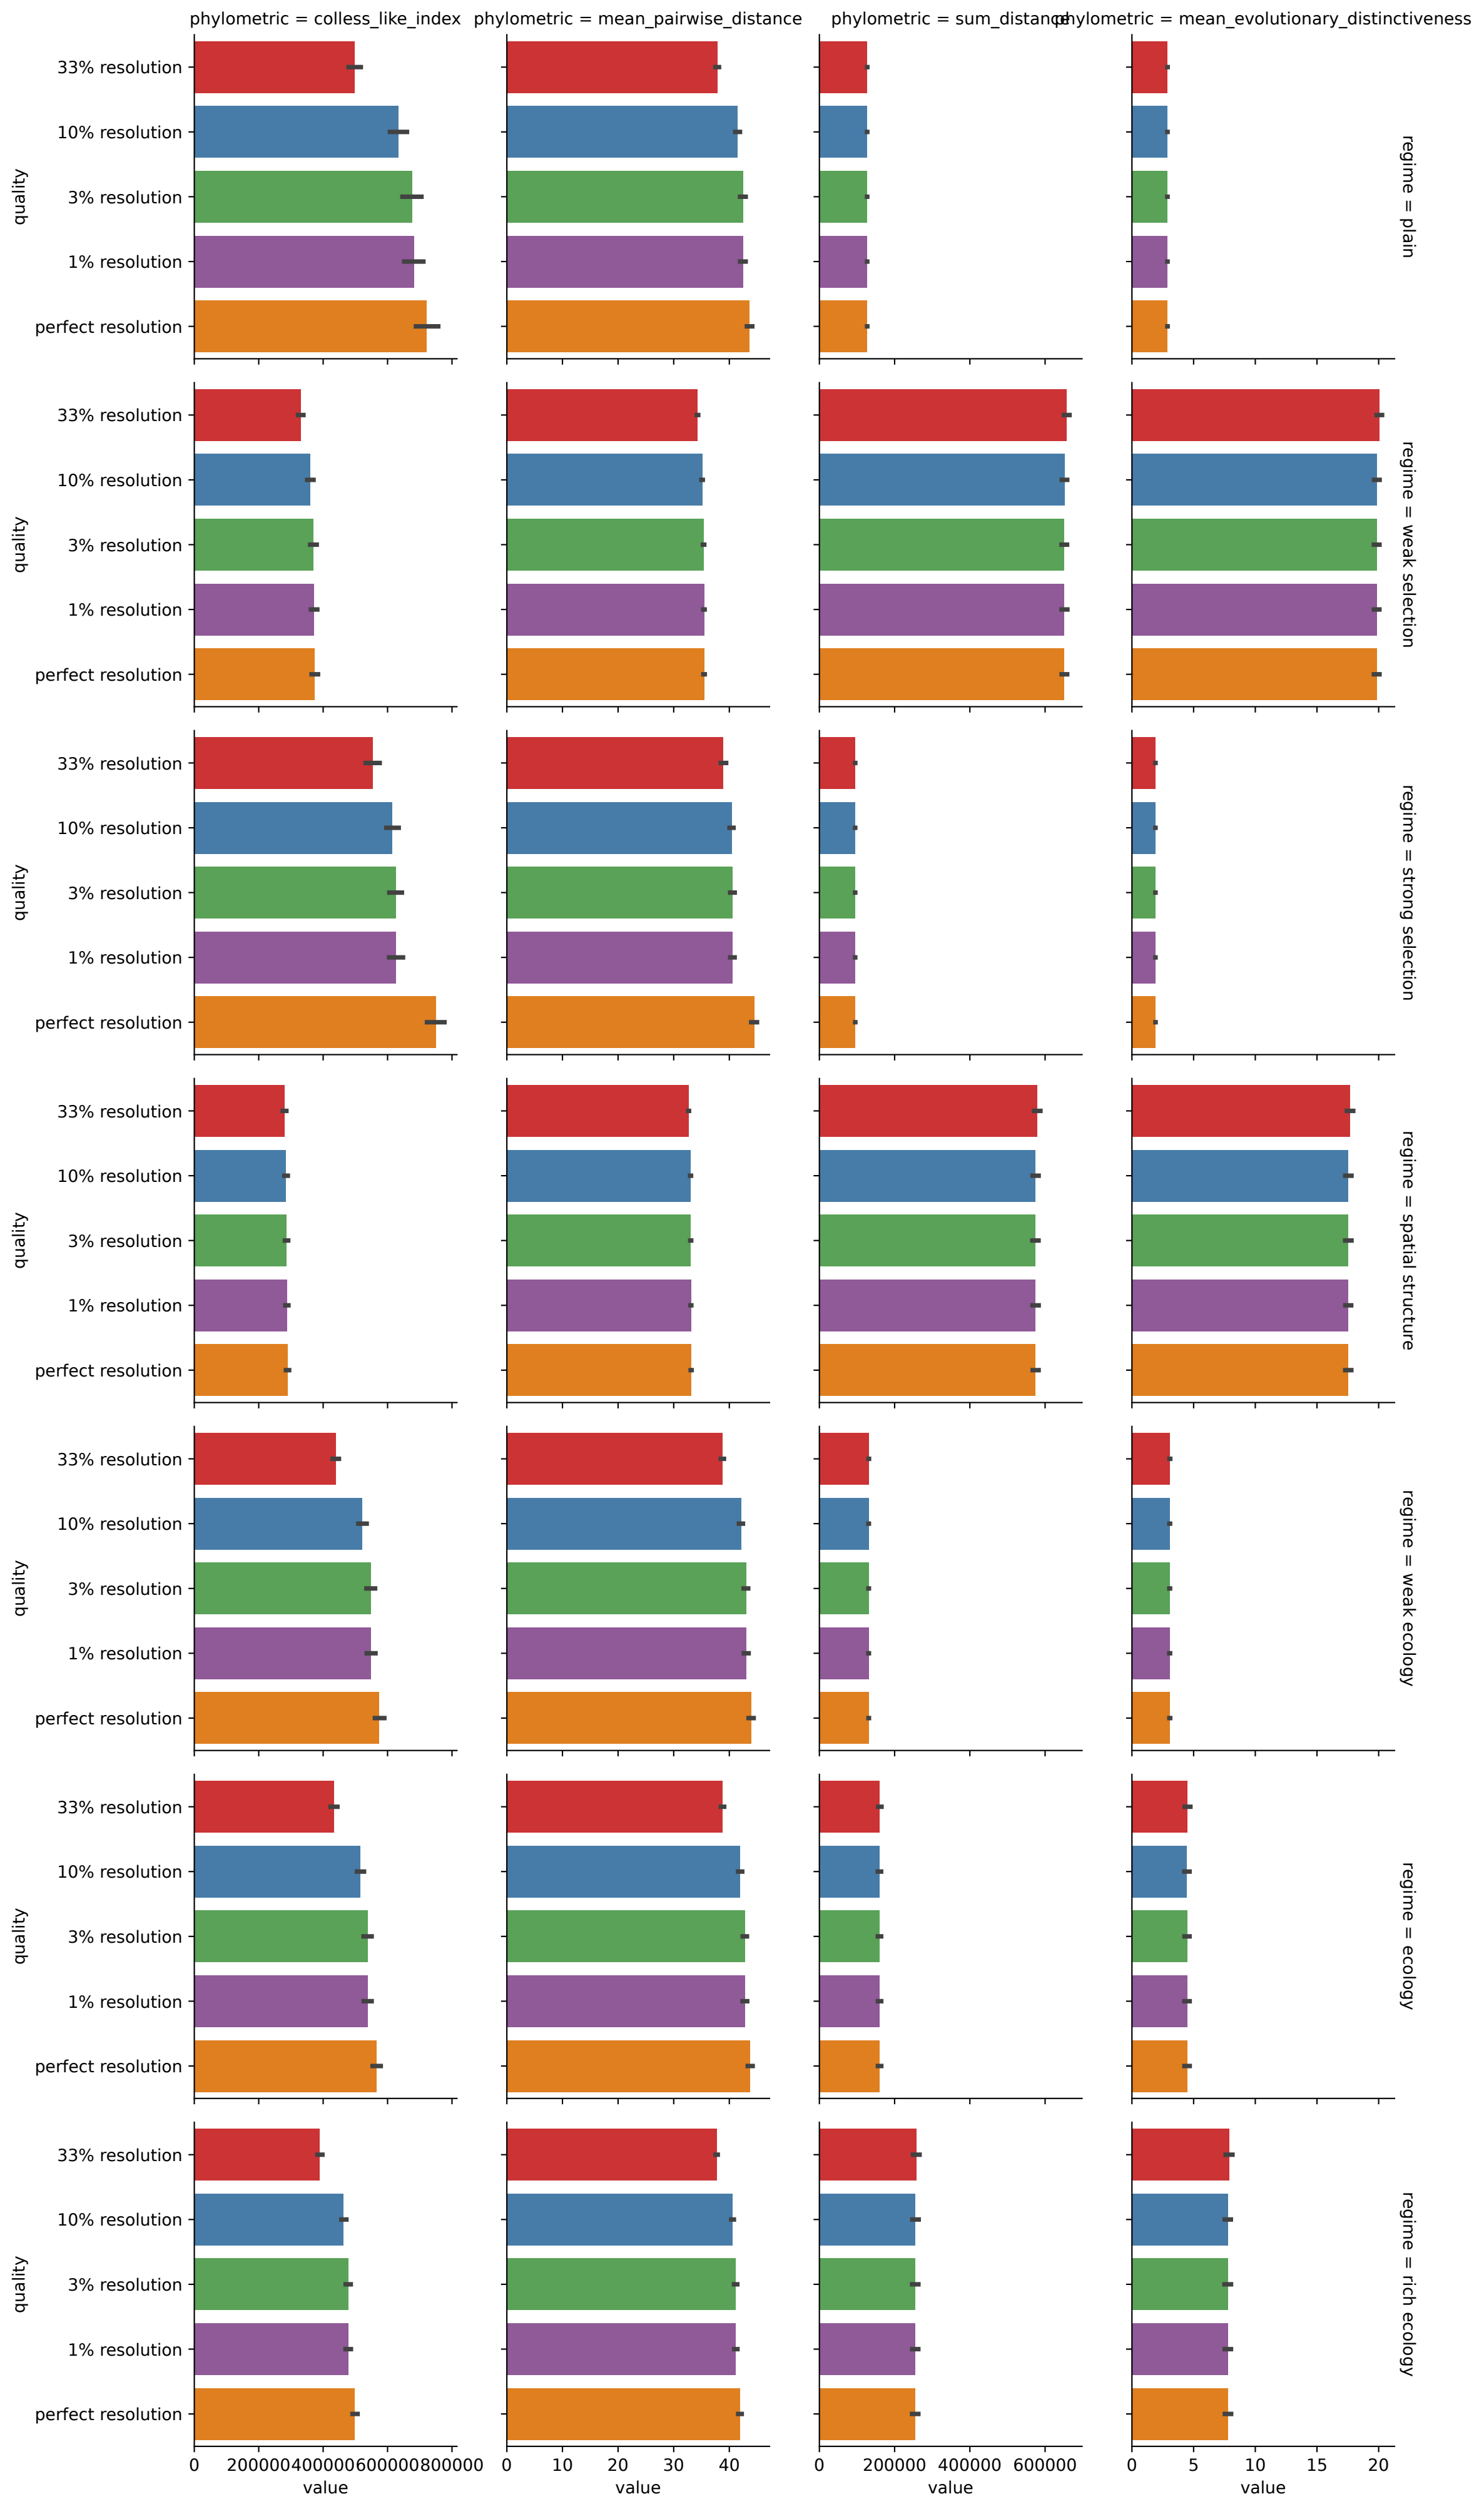 phylometric = colless_like_index
phylometric = mean_pairwise_distance
phylometric = sum_distance
phylometric = mean_evolutionary_distinctiveness
33% resolution
10% resolution
3% resolution
1% resolution
perfect resolution
quality
regime = plain
33% resolution
10% resolution
3% resolution
1% resolution
perfect resolution
quality
regime = weak selection
33% resolution
10% resolution
3% resolution
1% resolution
perfect resolution
quality
regime = strong selection
33% resolution
10% resolution
3% resolution
1% resolution
perfect resolution
quality
regime = spatial structure
33% resolution
10% resolution
3% resolution
1% resolution
perfect resolution
quality
regime = weak ecology
33% resolution
10% resolution
3% resolution
1% resolution
perfect resolution
quality
regime = ecology
33% resolution
10% resolution
3% resolution
1% resolution
perfect resolution
quality
regime = rich ecology
0 200000 400000 600000 800000
value
0 10 20 30 40
value
0 200000 400000 600000
value
0 5 10 15 20
value